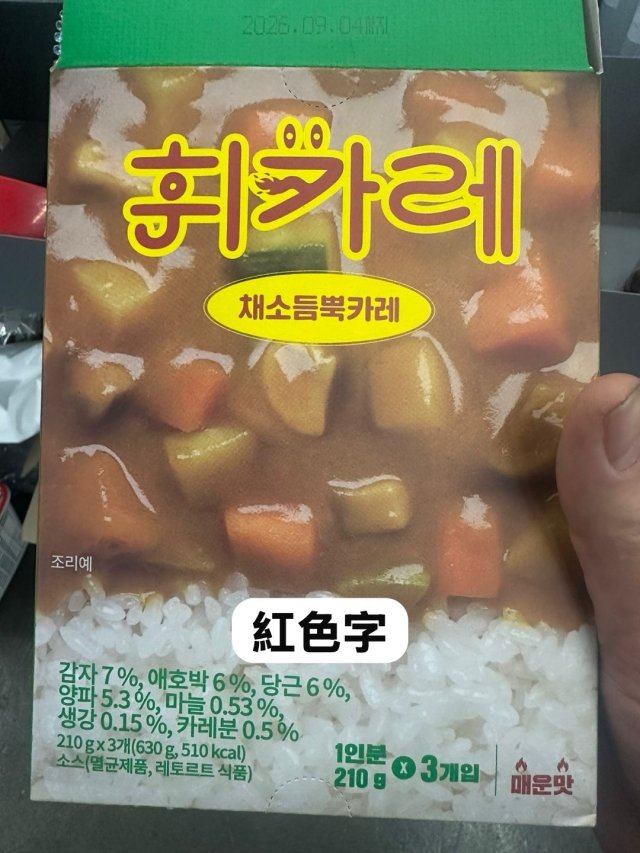 2026.09.04까지
휘카레
채소듬뿍카레
조리예
紅色字
감자 7%, 애호박 6%, 당근 6%,
양파 5.3%, 마늘 0.53%,
생강 0.15%, 카레분 0.5%
210 g x 3개(630 g, 510 kcal)
소스(멸균제품, 레토르트 식품)
1인분
210 g x 3개입
매운맛